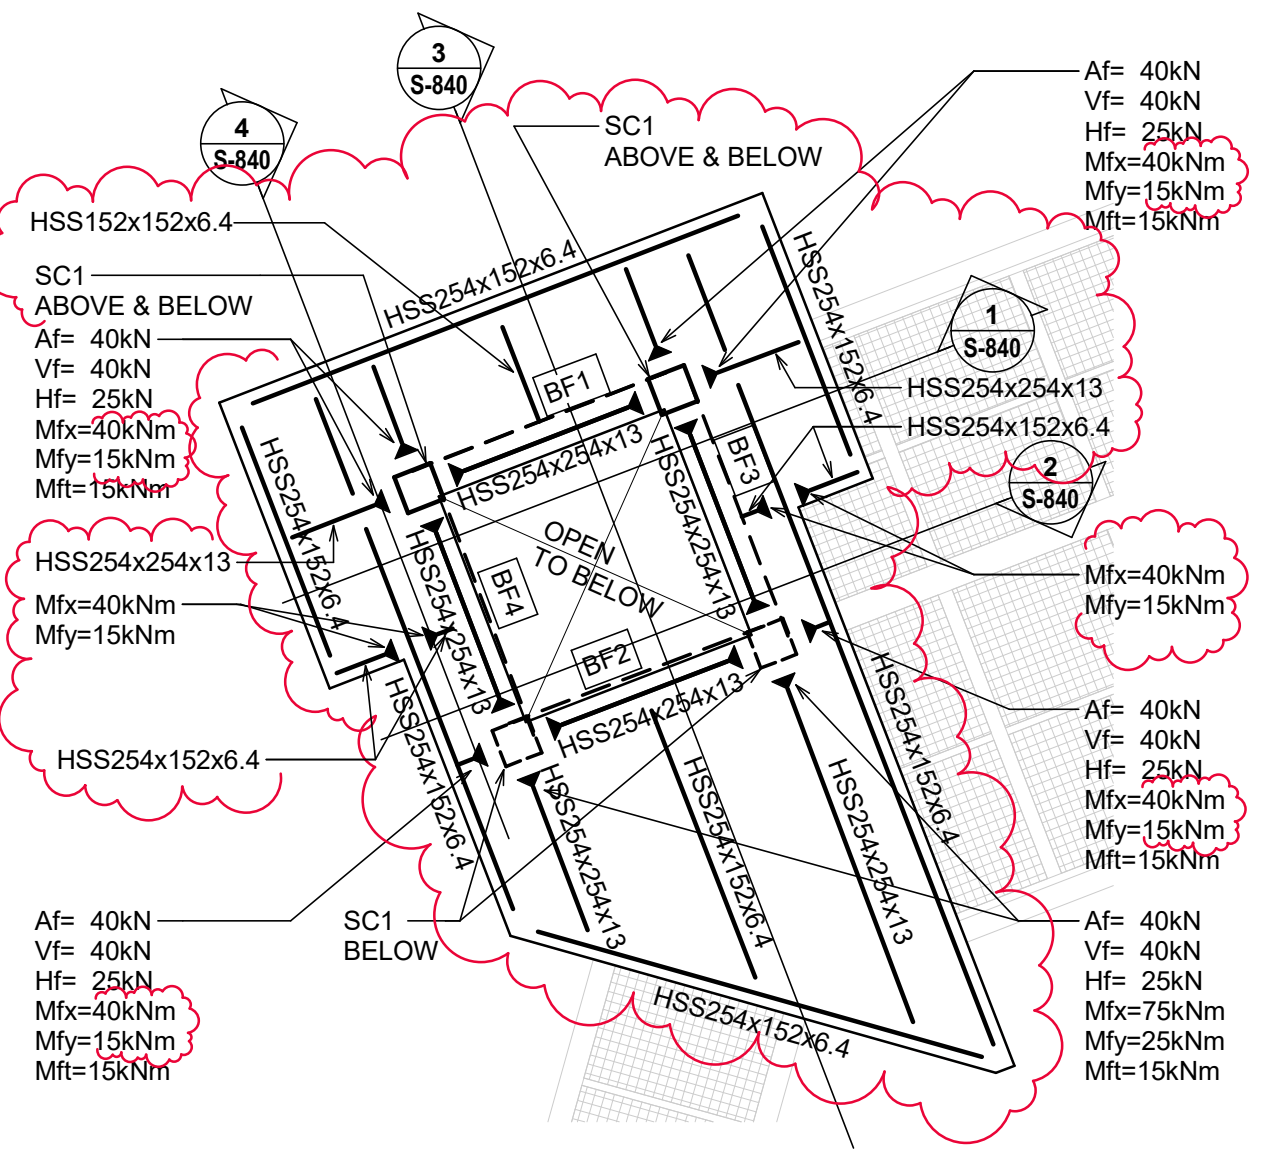 3
S-840
4
S-840
SC1
ABOVE & BELOW
Af= 40kN
Vf= 40kN
Hf= 25kN
Mfx=40kNm
Mfy=15kNm
Mft=15kNm
HSS152x152x6.4
SC1
ABOVE & BELOW
Af= 40kN
Vf= 40kN
Hf= 25kN
Mfx=40kNm
Mfy=15kNm
Mft=15kNm
HSS254x152x6.4
HSS254x152x6.4
1
S-840
HSS254x254x13
HSS254x152x6.4
2
S-840
BF1
HSS254x254x13
BF3
HSS254x254x13
HSS254x152x6.4
OPEN
TO BELOW
BF4
HSS254x254x13
BF2
HSS254x254x13
HSS254x254x13
Mfx=40kNm
Mfy=15kNm
HSS254x152x6.4
Mfx=40kNm
Mfy=15kNm
HSS254x152x6.4
HSS254x152x6.4
HSS254x254x13
HSS254x152x6.4
HSS254x254x13
HSS254x152x6.4
Af= 40kN
Vf= 40kN
Hf= 25kN
Mfx=40kNm
Mfy=15kNm
Mft=15kNm
Af= 40kN
Vf= 40kN
Hf= 25kN
Mfx=40kNm
Mfy=15kNm
Mft=15kNm
SC1
BELOW
Af= 40kN
Vf= 40kN
Hf= 25kN
Mfx=75kNm
Mfy=25kNm
Mft=15kNm